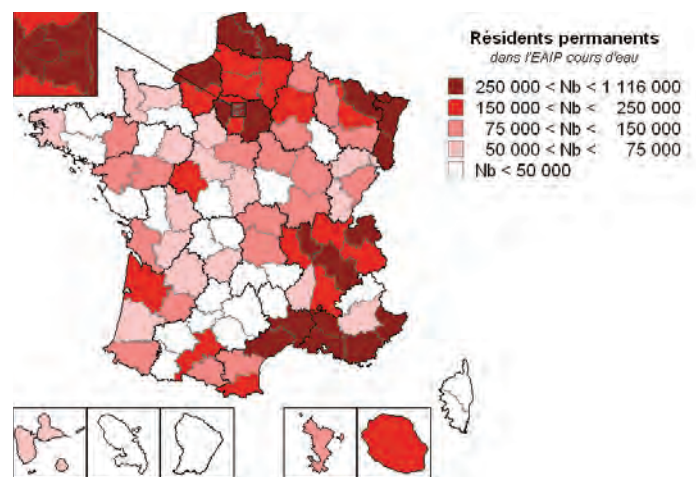 Résidents permanents
dans l'EAIP cours d'eau
250 000 < Nb < 1 116 000
150 000 < Nb < 250 000
75 000 < Nb < 150 000
50 000 < Nb < 75 000
Nb < 50 000